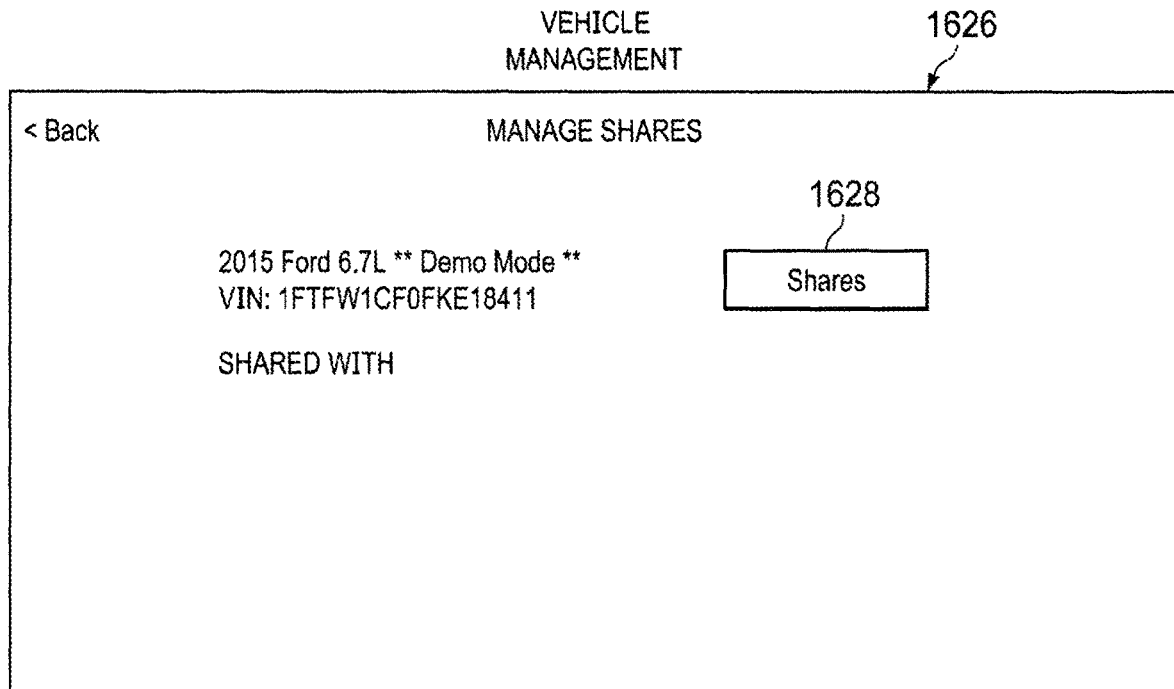 VEHICLE
MANAGEMENT
1626
< Back
MANAGE SHARES
1628
2015 Ford 6.7L ** Demo Mode **
VIN: 1FTFW1CF0FKE18411
Shares
SHARED WITH